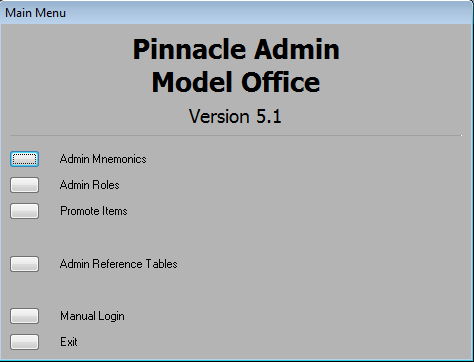 Main Menu
Pinnacle Admin
Model Office
Version 5.1
Admin Mnemonics
Admin Roles
Promote Items
Admin Reference Tables
Manual Login
Exit